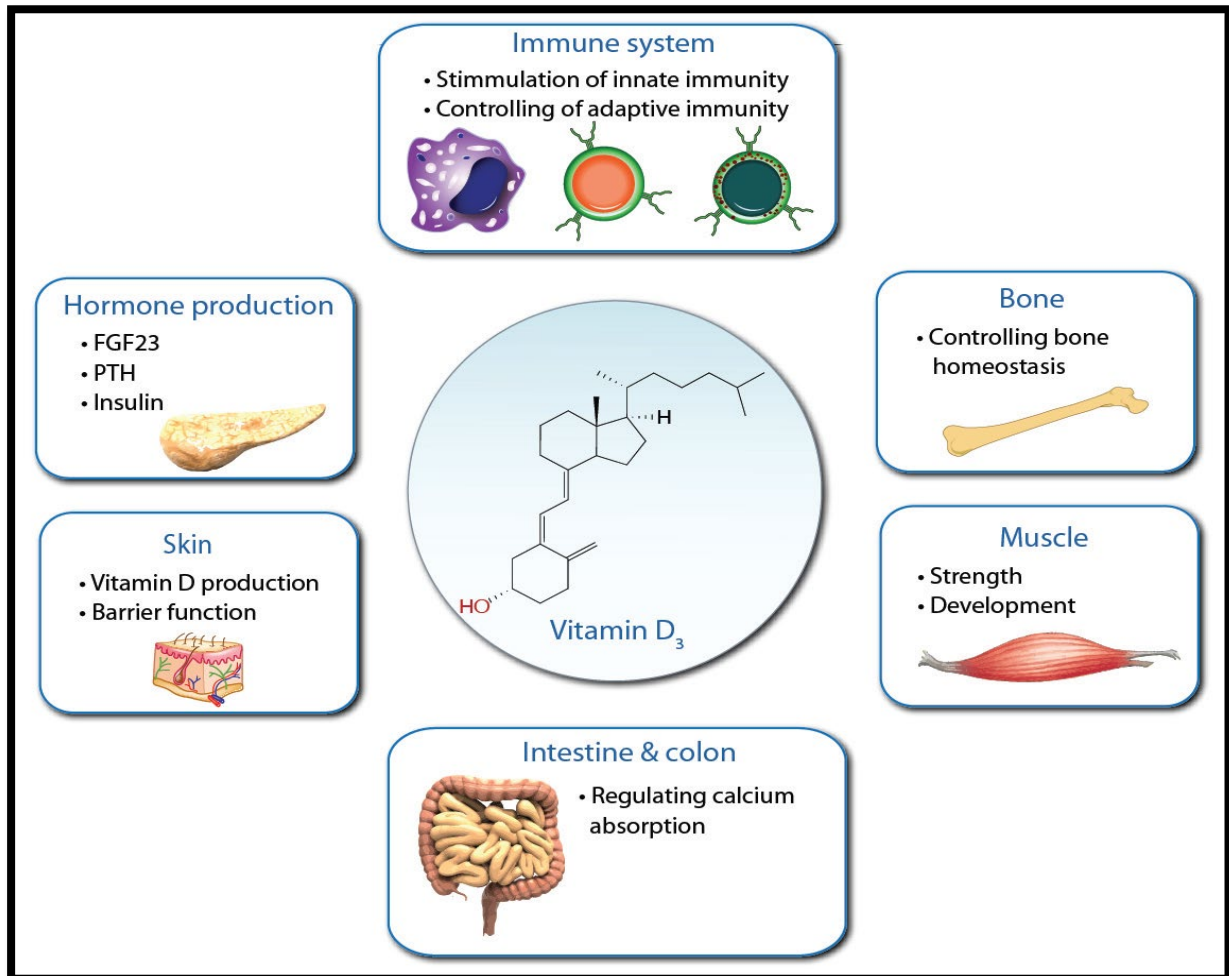 Immune system
• Stimmulation of innate immunity
• Controlling of adaptive immunity
Hormone production
• FGF23
• PTH
• Insulin
Bone
• Controlling bone
homeostasis
H
HO
Vitamin D3
Skin
• Vitamin D production
• Barrier function
Muscle
• Strength
• Development
Intestine & colon
• Regulating calcium
absorption